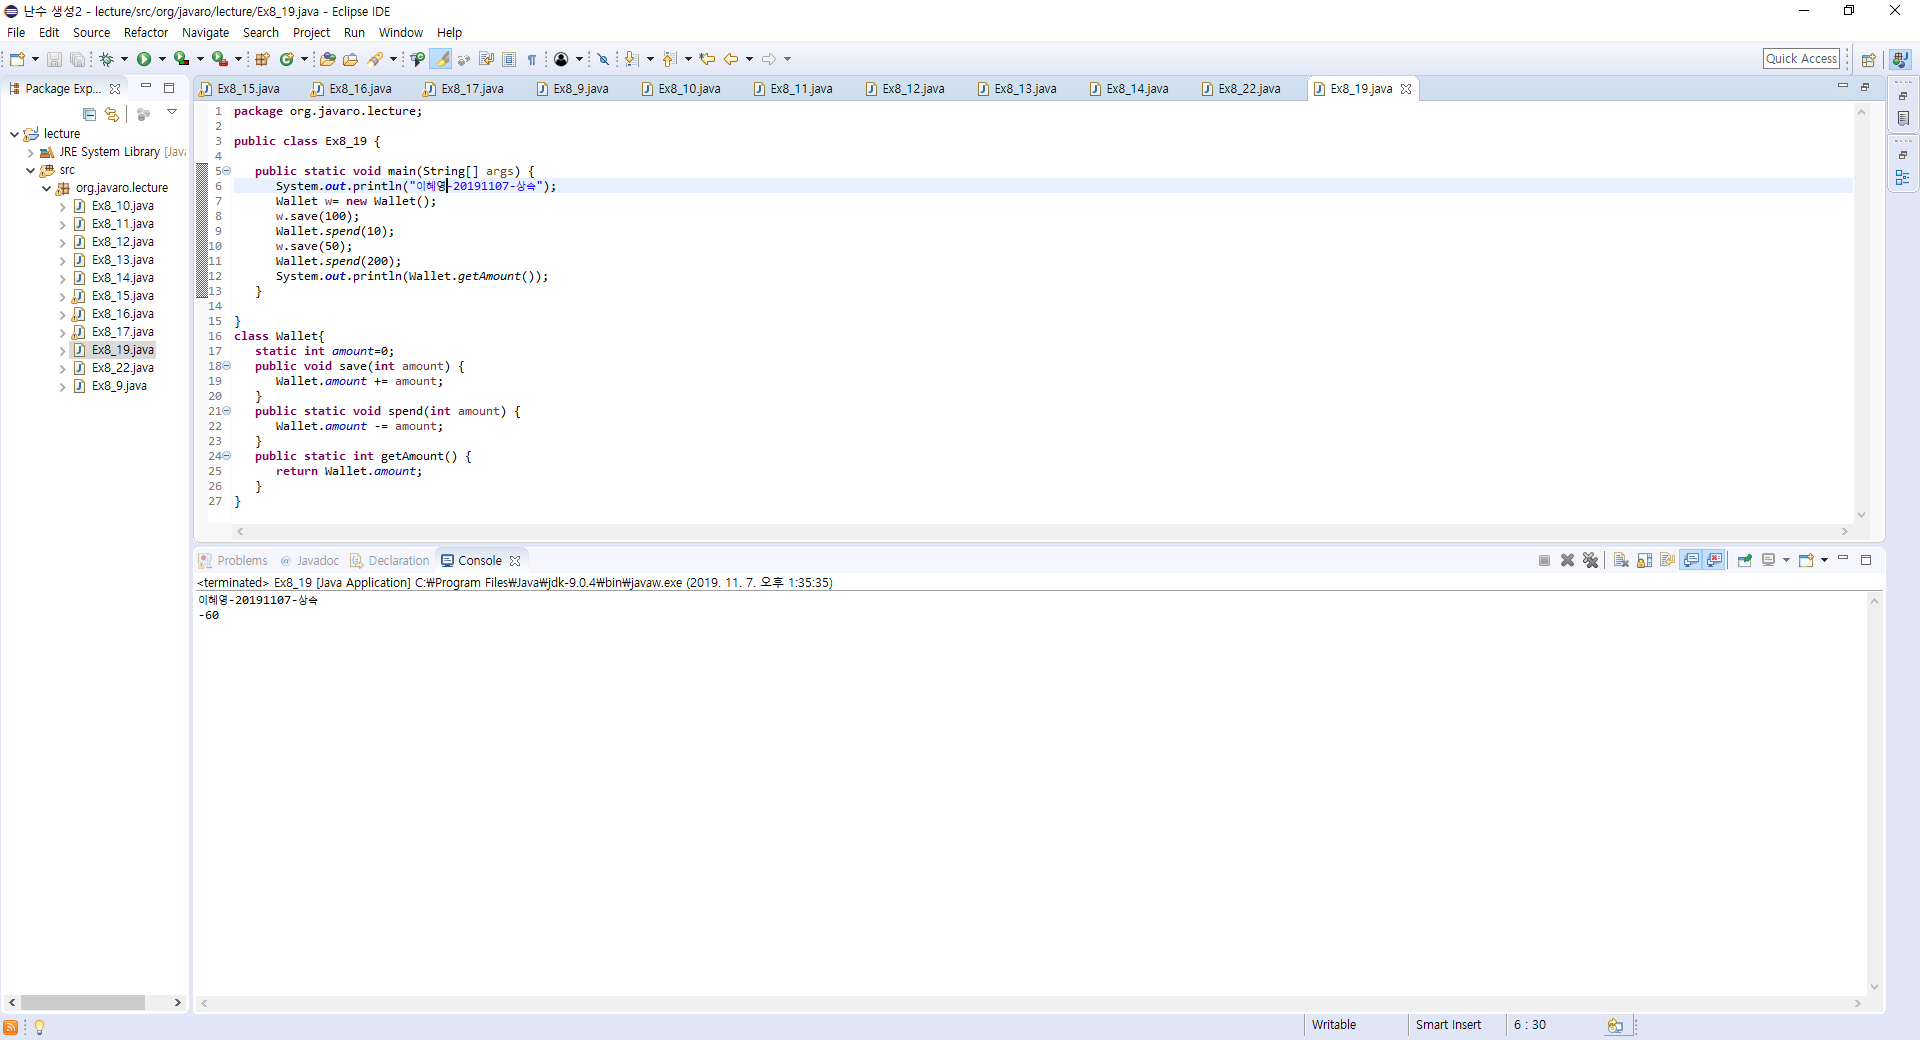 난수 생성2 - lecture/src/org/javaro/lecture/Ex8_19.java - Eclipse IDE
File Edit Source Refactor Navigate Search Project Run Window Help
Quick Access
Package Exp...
lecture
JRE System Library [Java
src
org.javaro.lecture
Ex8_10.java
Ex8_11.java
Ex8_12.java
Ex8_13.java
Ex8_14.java
Ex8_15.java
Ex8_16.java
Ex8_17.java
Ex8_19.java
Ex8_22.java
Ex8_9.java
Ex8_15.java Ex8_16.java Ex8_17.java Ex8_9.java Ex8_10.java Ex8_11.java Ex8_12.java Ex8_13.java Ex8_14.java Ex8_22.java Ex8_19.java
1 package org.javaro.lecture;
2
3 public class Ex8_19 {
4
5 public static void main(String[] args) {
6 System.out.println("이혜영-20191107-상속");
7 Wallet w= new Wallet();
8 w.save(100);
9 Wallet.spend(10);
10 w.save(50);
11 Wallet.spend(200);
12 System.out.println(Wallet.getAmount());
13 }
14
15 }
16 class Wallet{
17 static int amount=0;
18 public void save(int amount) {
19 Wallet.amount += amount;
20 }
21 public static void spend(int amount) {
22 Wallet.amount -= amount;
23 }
24 public static int getAmount() {
25 return Wallet.amount;
26 }
27 }
Problems @ Javadoc Declaration Console
<terminated> Ex8_19 [Java Application] C:₩Program Files₩Java₩jdk-9.0.4₩bin₩javaw.exe (2019. 11. 7. 오후 1:35:35)
이혜영-20191107-상속
-60
Writable Smart Insert 6 : 30